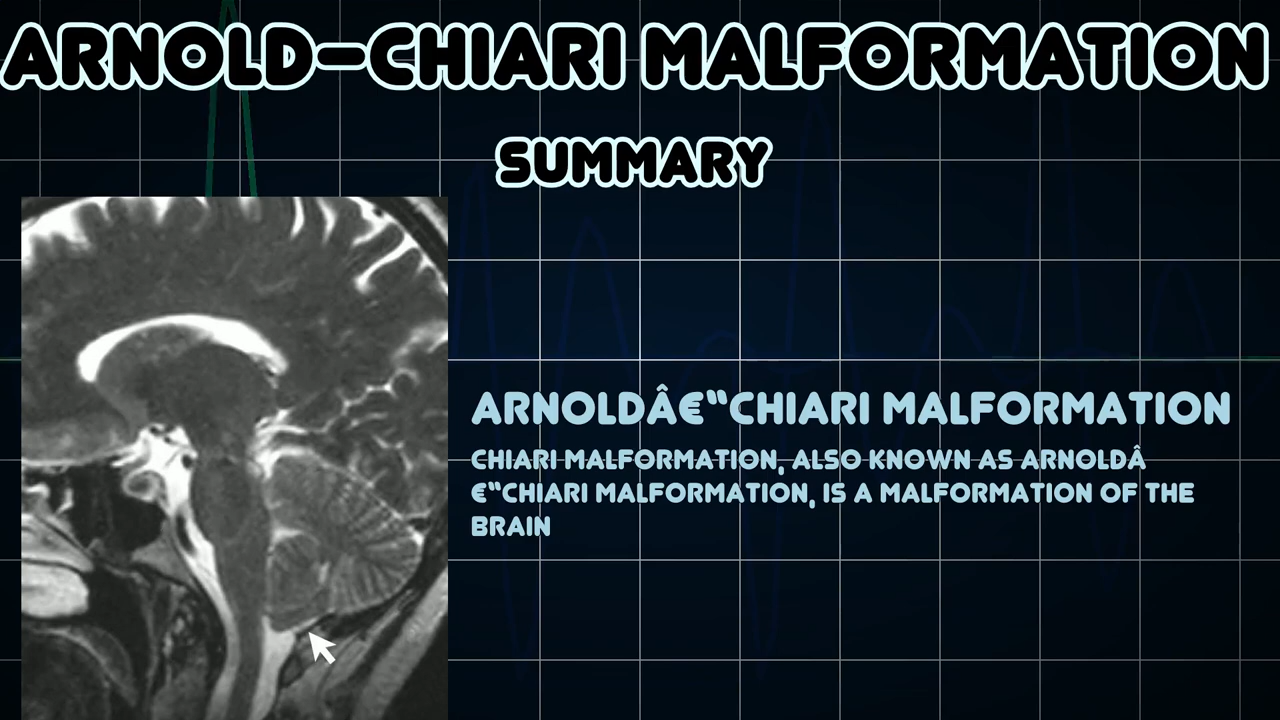 ARNOLD–CHIARI MALFORMATION
SUMMARY
ARNOLDÂ€“CHIARI MALFORMATION
CHIARI MALFORMATION, ALSO KNOWN AS ARNOLDÂ
€“CHIARI MALFORMATION, IS A MALFORMATION OF THE
BRAIN